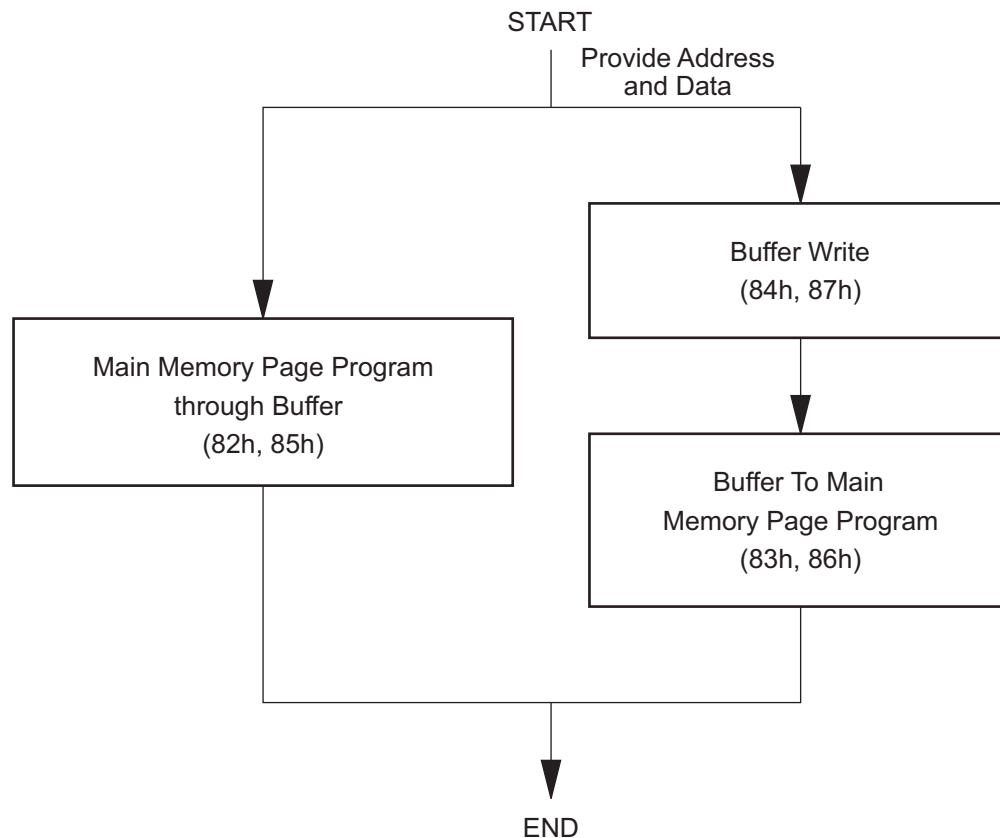 START
Provide Address
and Data
Buffer Write
(84h, 87h)
Main Memory Page Program
through Buffer
(82h, 85h)
Buffer To Main
Memory Page Program
(83h, 86h)
END